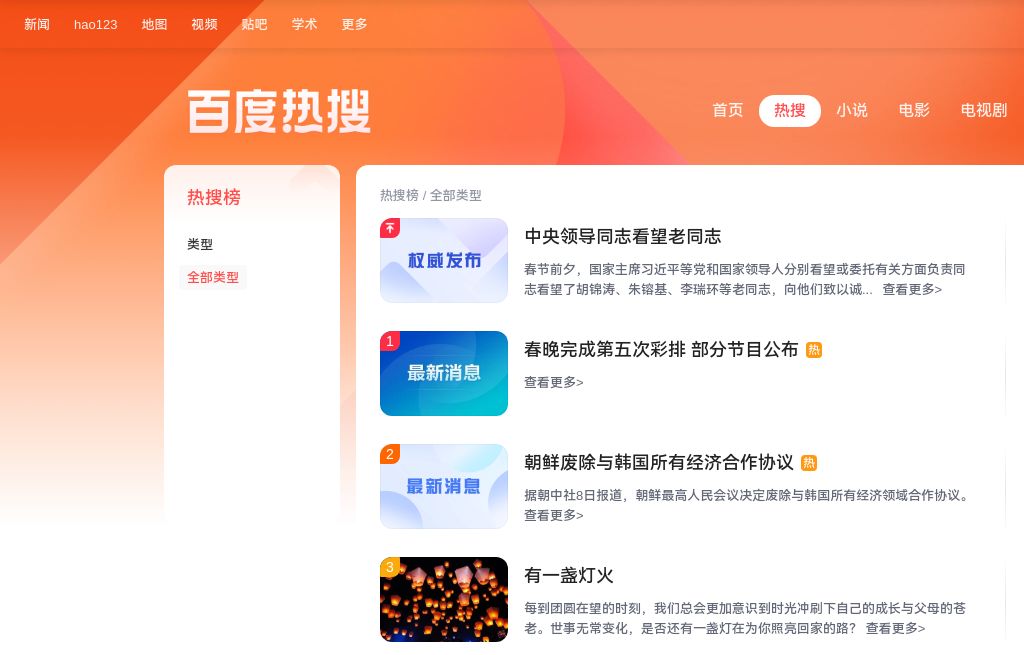 新闻 hao123 地图 视频 贴吧 学术 更多
百度热搜
首页 热搜 小说 电影 电视剧
热搜榜
类型
全部类型
热搜榜 / 全部类型
权威发布
中央领导同志看望老同志
春节前夕，国家主席习近平等党和国家领导人分别看望或委托有关方面负责同
志看望了胡锦涛、朱镕基、李瑞环等老同志，向他们致以诚... 查看更多>
1
最新消息
春晚完成第五次彩排 部分节目公布 热
查看更多>
2
最新消息
朝鲜废除与韩国所有经济合作协议 热
据朝中社8日报道，朝鲜最高人民会议决定废除与韩国所有经济领域合作协议。
查看更多>
3
有一盏灯火
每到团圆在望的时刻，我们总会更加意识到时光冲刷下自己的成长与父母的苍
老。世事无常变化，是否还有一盏灯在为你照亮回家的路？ 查看更多>